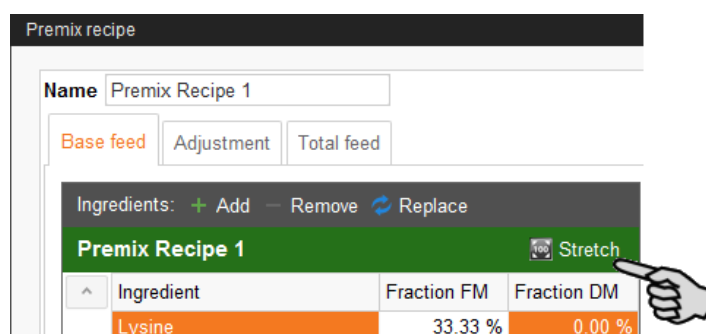 Premix recipe
Name Premix Recipe 1
Base feed Adjustment Total feed
Ingredients: + Add − Remove Replace
Premix Recipe 1 100 Stretch
Ingredient Fraction FM Fraction DM
Lysine 33.33 % 0.00 %